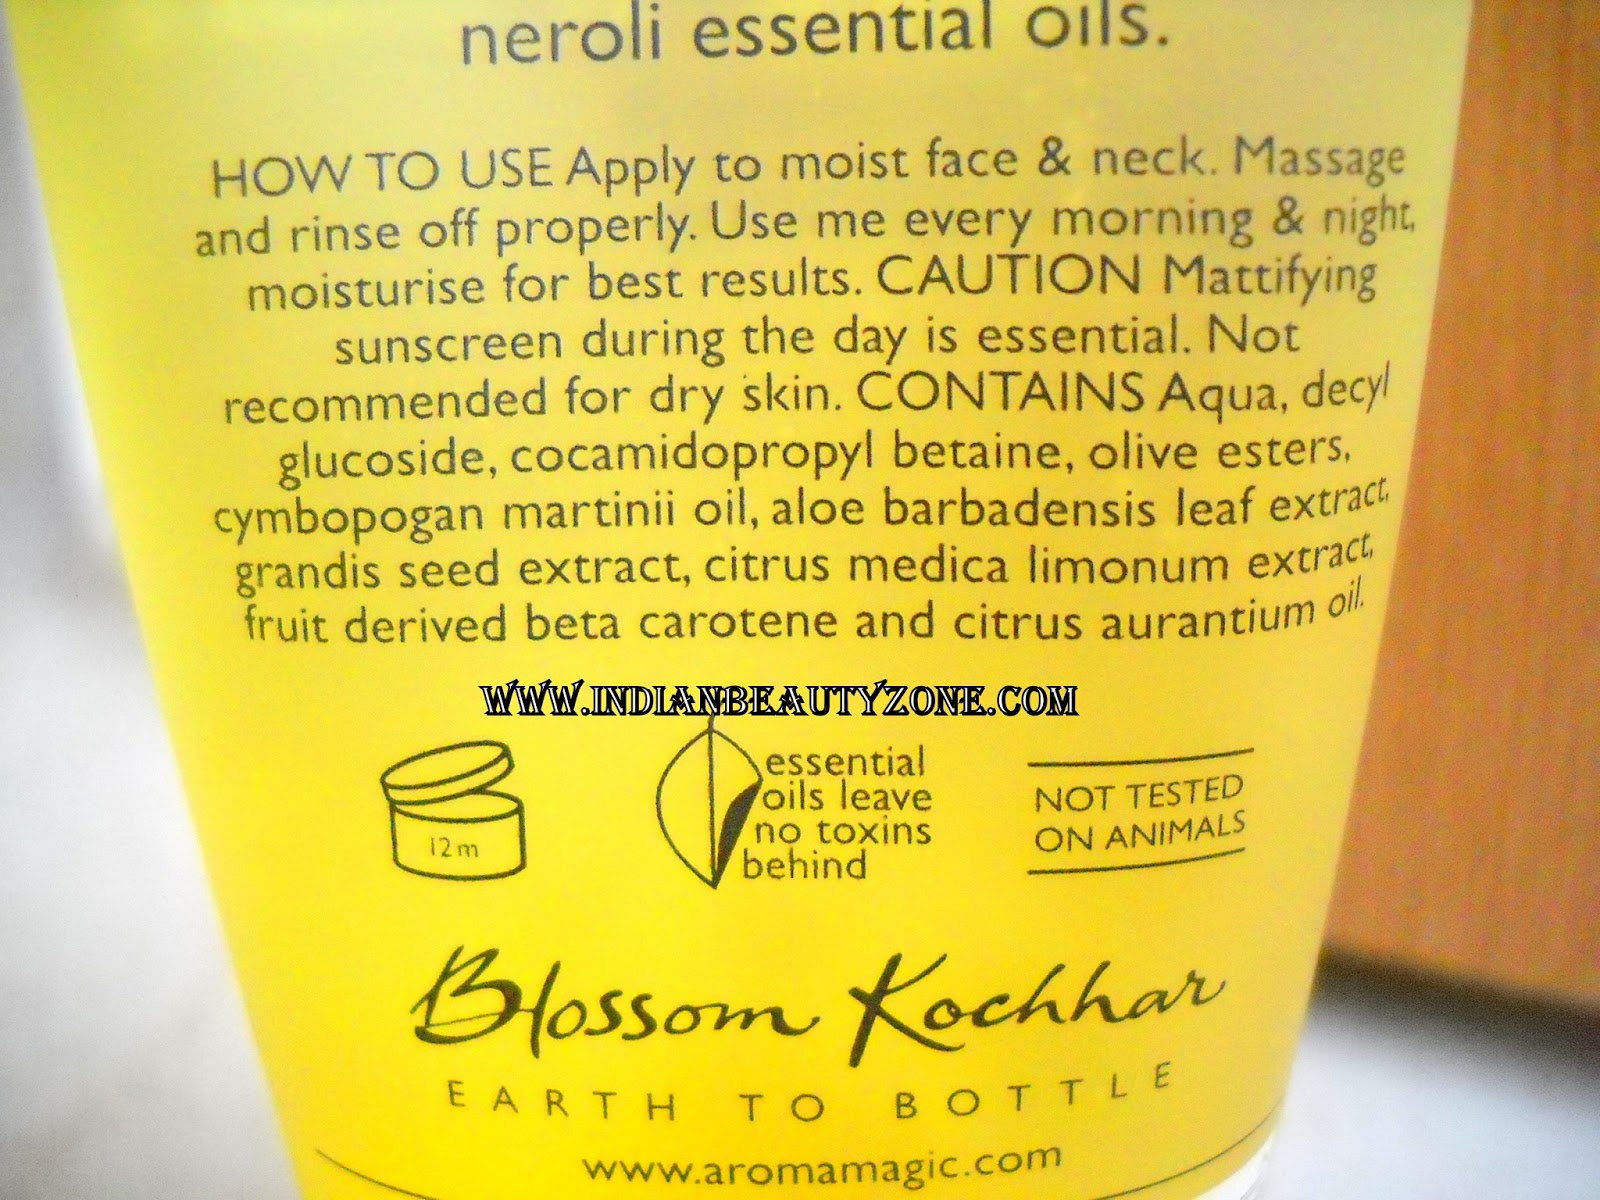 neroli essential oils.
HOW TO USE Apply to moist face & neck. Massage
and rinse off properly. Use me every morning & night,
moisturise for best results. CAUTION Mattifying
sunscreen during the day is essential. Not
recommended for dry skin. CONTAINS Aqua, decyl
glucoside, cocamidopropyl betaine, olive esters,
cymbopogan martinii oil, aloe barbadensis leaf extract,
grandis seed extract, citrus medica limonum extract,
fruit derived beta carotene and citrus aurantium oil.
WWW.INDIANBEAUTYZONE.COM
12m
essential
oils leave
no toxins
behind
NOT TESTED
ON ANIMALS
Blossom Kochhar
EARTH TO BOTTLE
www.aromamagic.com